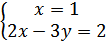 x = 1
2x − 3y = 2